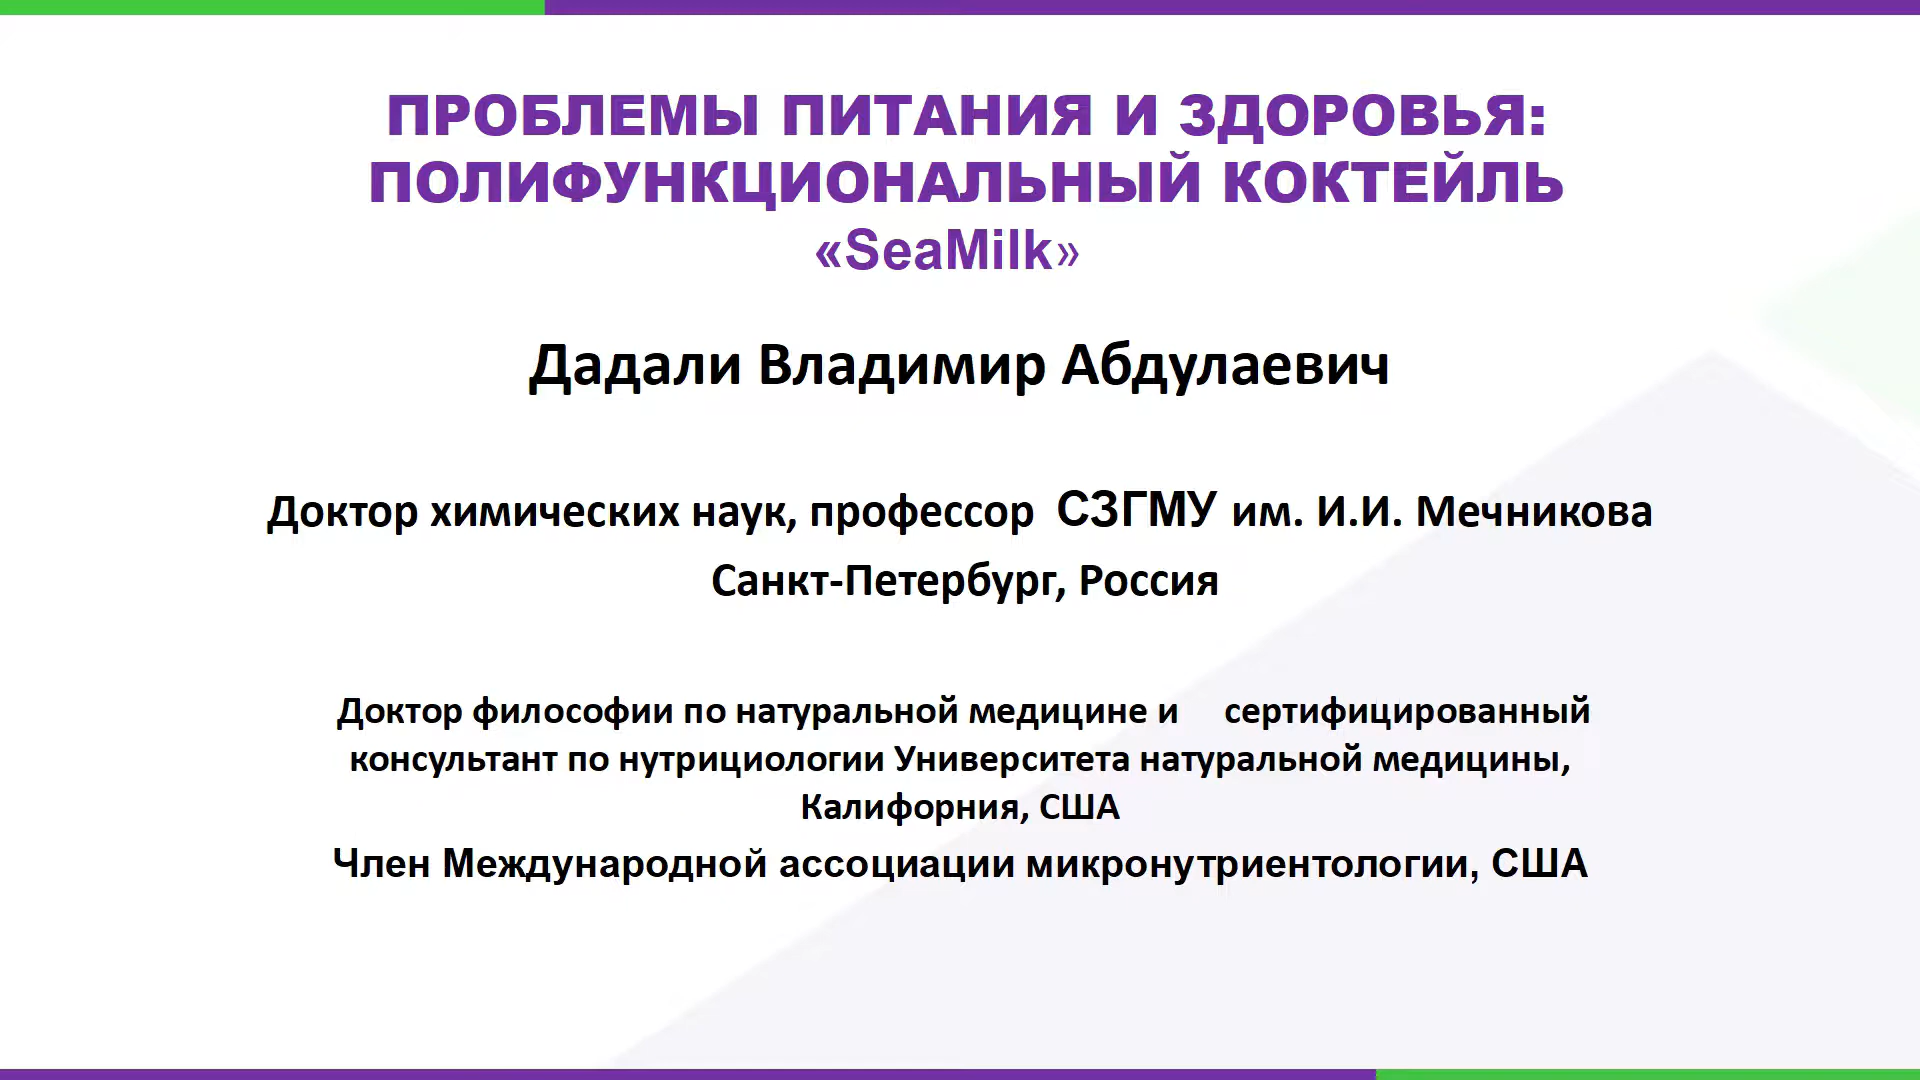 ПРОБЛЕМЫ ПИТАНИЯ И ЗДОРОВЬЯ:
ПОЛИФУНКЦИОНАЛЬНЫЙ КОКТЕЙЛЬ
«SeaMilk»
Дадали Владимир Абдулаевич
Доктор химических наук, профессор СЗГМУ им. И.И. Мечникова
Санкт-Петербург, Россия
Доктор философии по натуральной медицине и сертифицированный
консультант по нутрициологии Университета натуральной медицины,
Калифорния, США
Член Международной ассоциации микронутриентологии, США